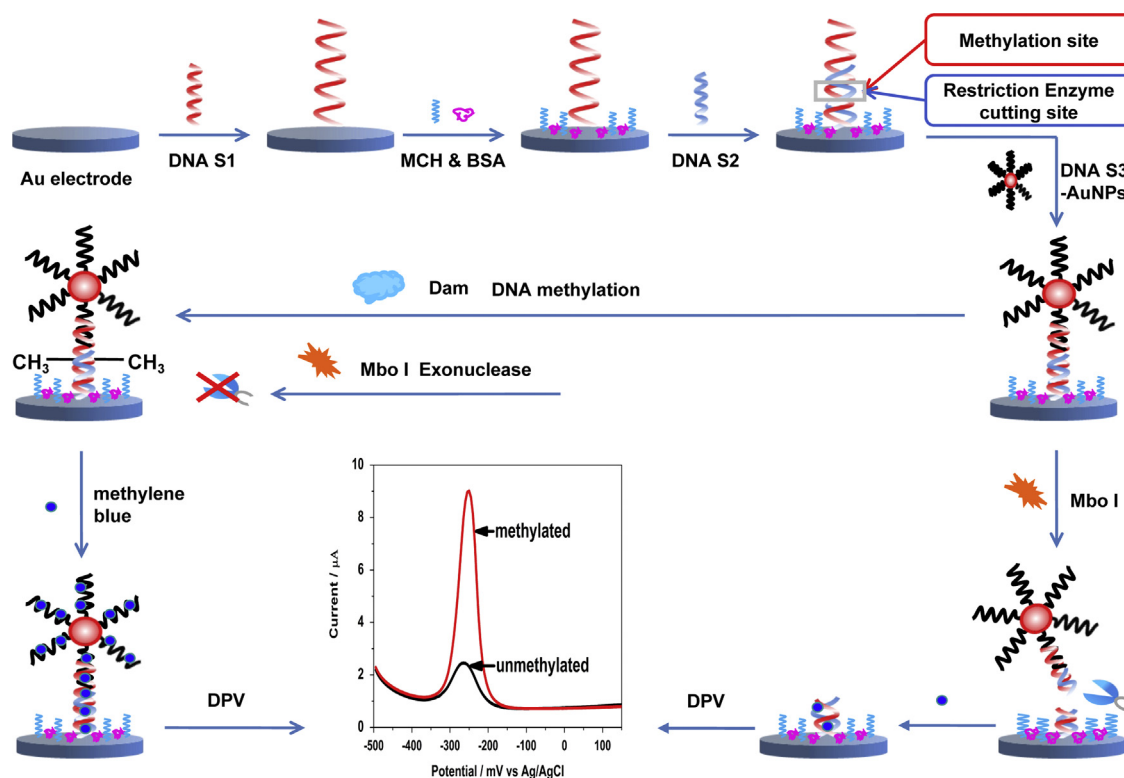 Methylation site
Restriction Enzyme
cutting site
Au electrode
DNA S1
MCH & BSA
DNA S2
DNA S3
-AuNPs
Dam DNA methylation
CH3
CH3
Mbo I Exonuclease
methylene
blue
Mbo I
10
8
6
4
2
0
Current / μA
methylated
unmethylated
-500
-400
-300
-200
-100
0
100
Potential / mV vs Ag/AgCl
DPV
DPV